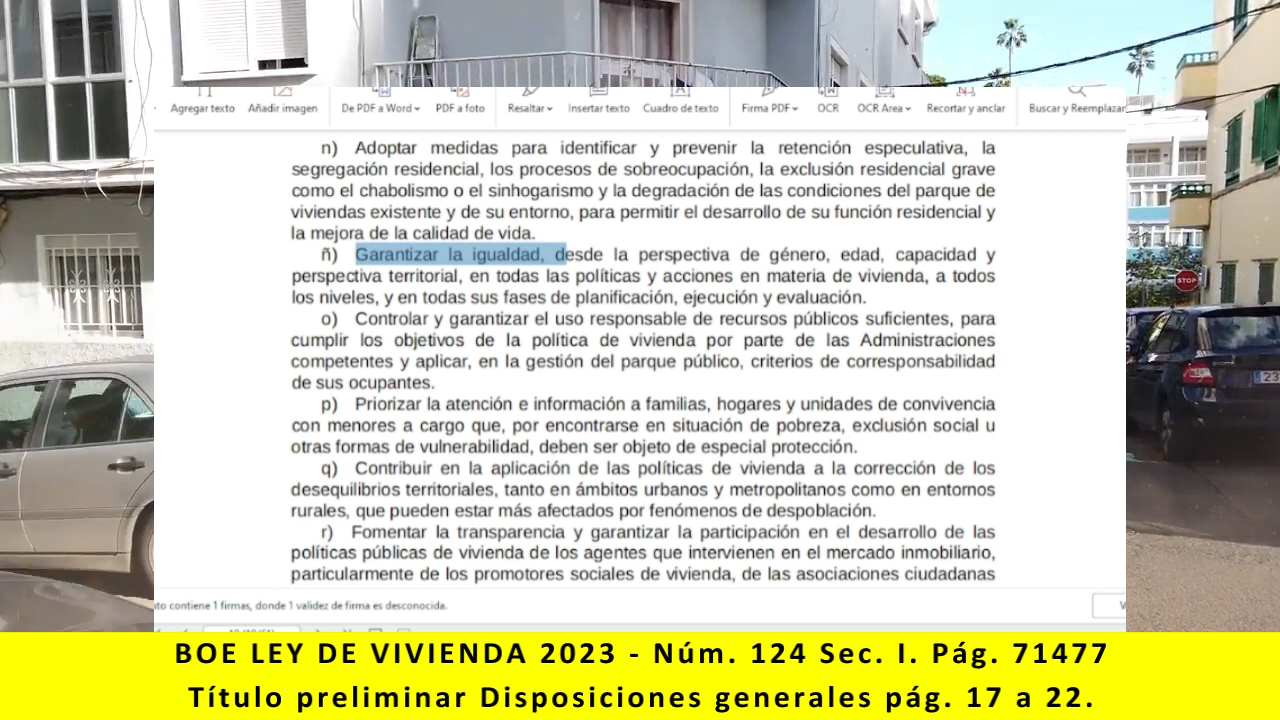 Agregar texto Añadir imagen De PDF a Word PDF a foto Resaltar Insertar texto Cuadro de texto Firma PDF OCR OCR Area Recortar y anclar Buscar y Reemplazar
n) Adoptar medidas para identificar y prevenir la retención especulativa, la
segregación residencial, los procesos de sobreocupación, la exclusión residencial grave
como el chabolismo o el sinhogarismo y la degradación de las condiciones del parque de
viviendas existente y de su entorno, para permitir el desarrollo de su función residencial y
la mejora de la calidad de vida.
ñ) Garantizar la igualdad, desde la perspectiva de género, edad, capacidad y
perspectiva territorial, en todas las políticas y acciones en materia de vivienda, a todos
los niveles, y en todas sus fases de planificación, ejecución y evaluación.
o) Controlar y garantizar el uso responsable de recursos públicos suficientes, para
cumplir los objetivos de la política de vivienda por parte de las Administraciones
competentes y aplicar, en la gestión del parque público, criterios de corresponsabilidad
de sus ocupantes.
p) Priorizar la atención e información a familias, hogares y unidades de convivencia
con menores a cargo que, por encontrarse en situación de pobreza, exclusión social u
otras formas de vulnerabilidad, deben ser objeto de especial protección.
q) Contribuir en la aplicación de las políticas de vivienda a la corrección de los
desequilibrios territoriales, tanto en ámbitos urbanos y metropolitanos como en entornos
rurales, que pueden estar más afectados por fenómenos de despoblación.
r) Fomentar la transparencia y garantizar la participación en el desarrollo de las
políticas públicas de vivienda de los agentes que intervienen en el mercado inmobiliario,
particularmente de los promotores sociales de vivienda, de las asociaciones ciudadanas
contiene 1 firmas, donde 1 validez de firma es desconocida.
STOP
23
BOE LEY DE VIVIENDA 2023 - Núm. 124 Sec. I. Pág. 71477
Título preliminar Disposiciones generales pág. 17 a 22.